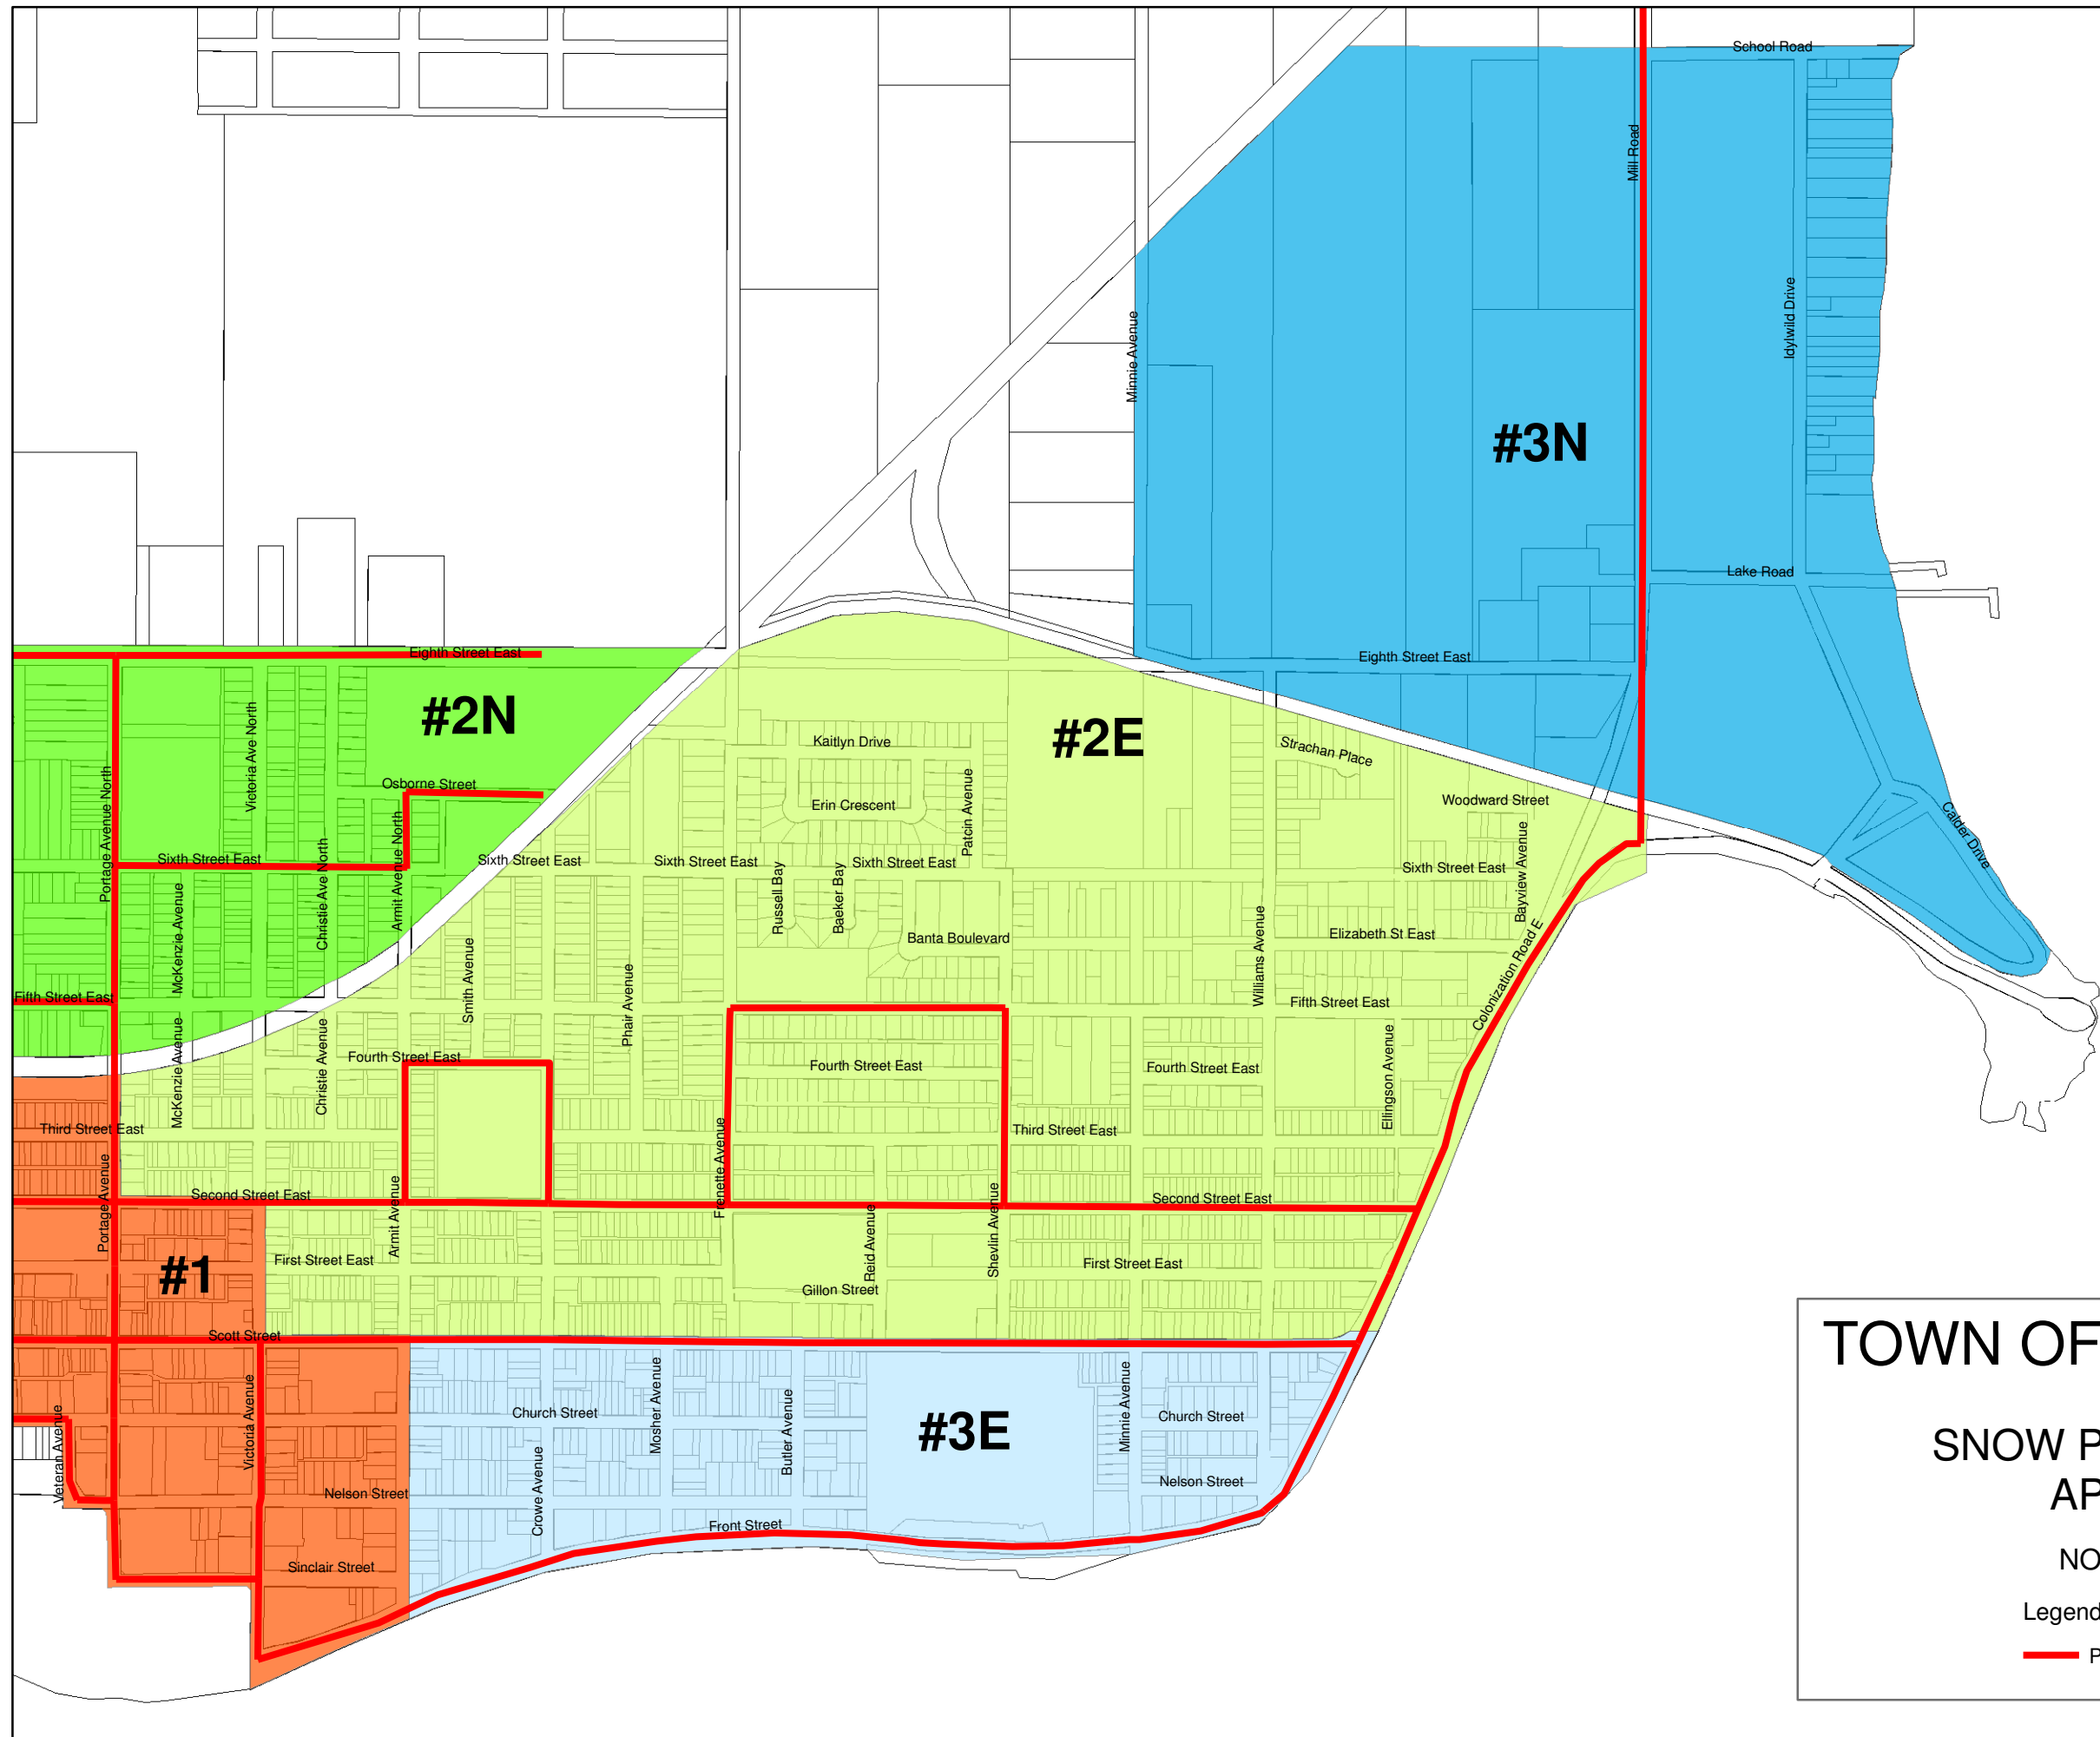 School Road
Mill Road
Idylwild Drive
Minnie Avenue
#3N
Lake Road
Eighth Street East
Eighth Street East
#2N
#2E
Victoria Ave North
Kaitlyn Drive
Strachan Place
Osborne Street
Portage Avenue North
Erin Crescent
Patcin Avenue
Woodward Street
Calder Drive
Sixth Street East
Sixth Street East
Sixth Street East
Sixth Street East
Sixth Street East
Christie Ave North
Armit Avenue North
McKenzie Avenue
Russell Bay
Baeker Bay
Bayview Avenue
Banta Boulevard
Elizabeth St East
Smith Avenue
Phair Avenue
Williams Avenue
Colonization Road E
Fifth Street East
Fifth Street East
McKenzie Avenue
Christie Avenue
Fourth Street East
Fourth Street East
Fourth Street East
Ellingson Avenue
Third Street East
Third Street East
Portage Avenue
Frenette Avenue
Second Street East
Second Street East
Armit Avenue
Reid Avenue
Shevlin Avenue
#1
First Street East
First Street East
Gillon Street
Scott Street
TOWN OF
Veteran Avenue
Victoria Avenue
Church Street
Mosher Avenue
Butler Avenue
#3E
Minnie Avenue
Church Street
SNOW P
Nelson Street
Nelson Street
Crowe Avenue
AP
Front Street
NO
Sinclair Street
Legend
P